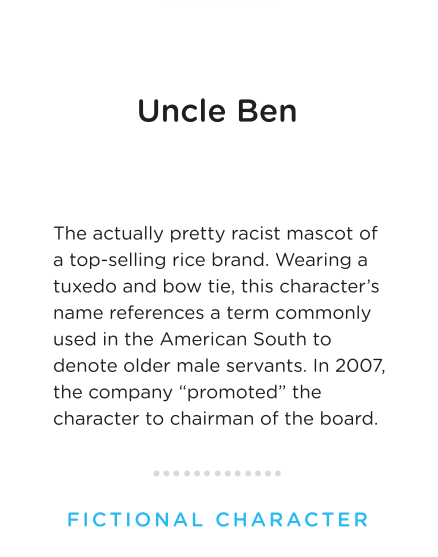 Uncle Ben
The actually pretty racist mascot of
a top-selling rice brand. Wearing a
tuxedo and bow tie, this character’s
name references a term commonly
used in the American South to
denote older male servants. In 2007,
the company “promoted” the
character to chairman of the board.
FICTIONAL CHARACTER